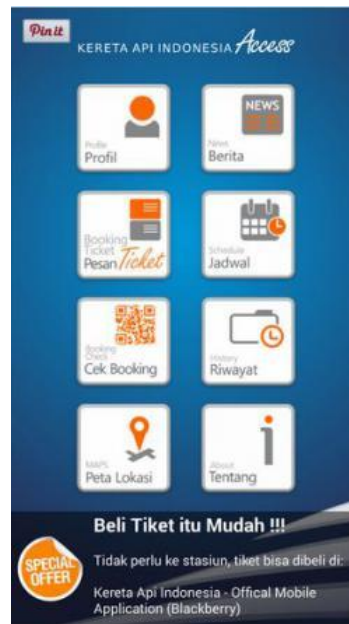 Pin it
KERETA API INDONESIA Access
Profile
Profil
NEWS
News
Berita
Booking
Ticket
Pesan Ticket
Schedule
Jadwal
Booking
Check
Cek Booking
History
Riwayat
MAPS
Peta Lokasi
About
Tentang
Beli Tiket itu Mudah !!!
SPECIAL
OFFER
Tidak perlu ke stasiun, tiket bisa dibeli di:
Kereta Api Indonesia - Offical Mobile
Application (Blackberry)